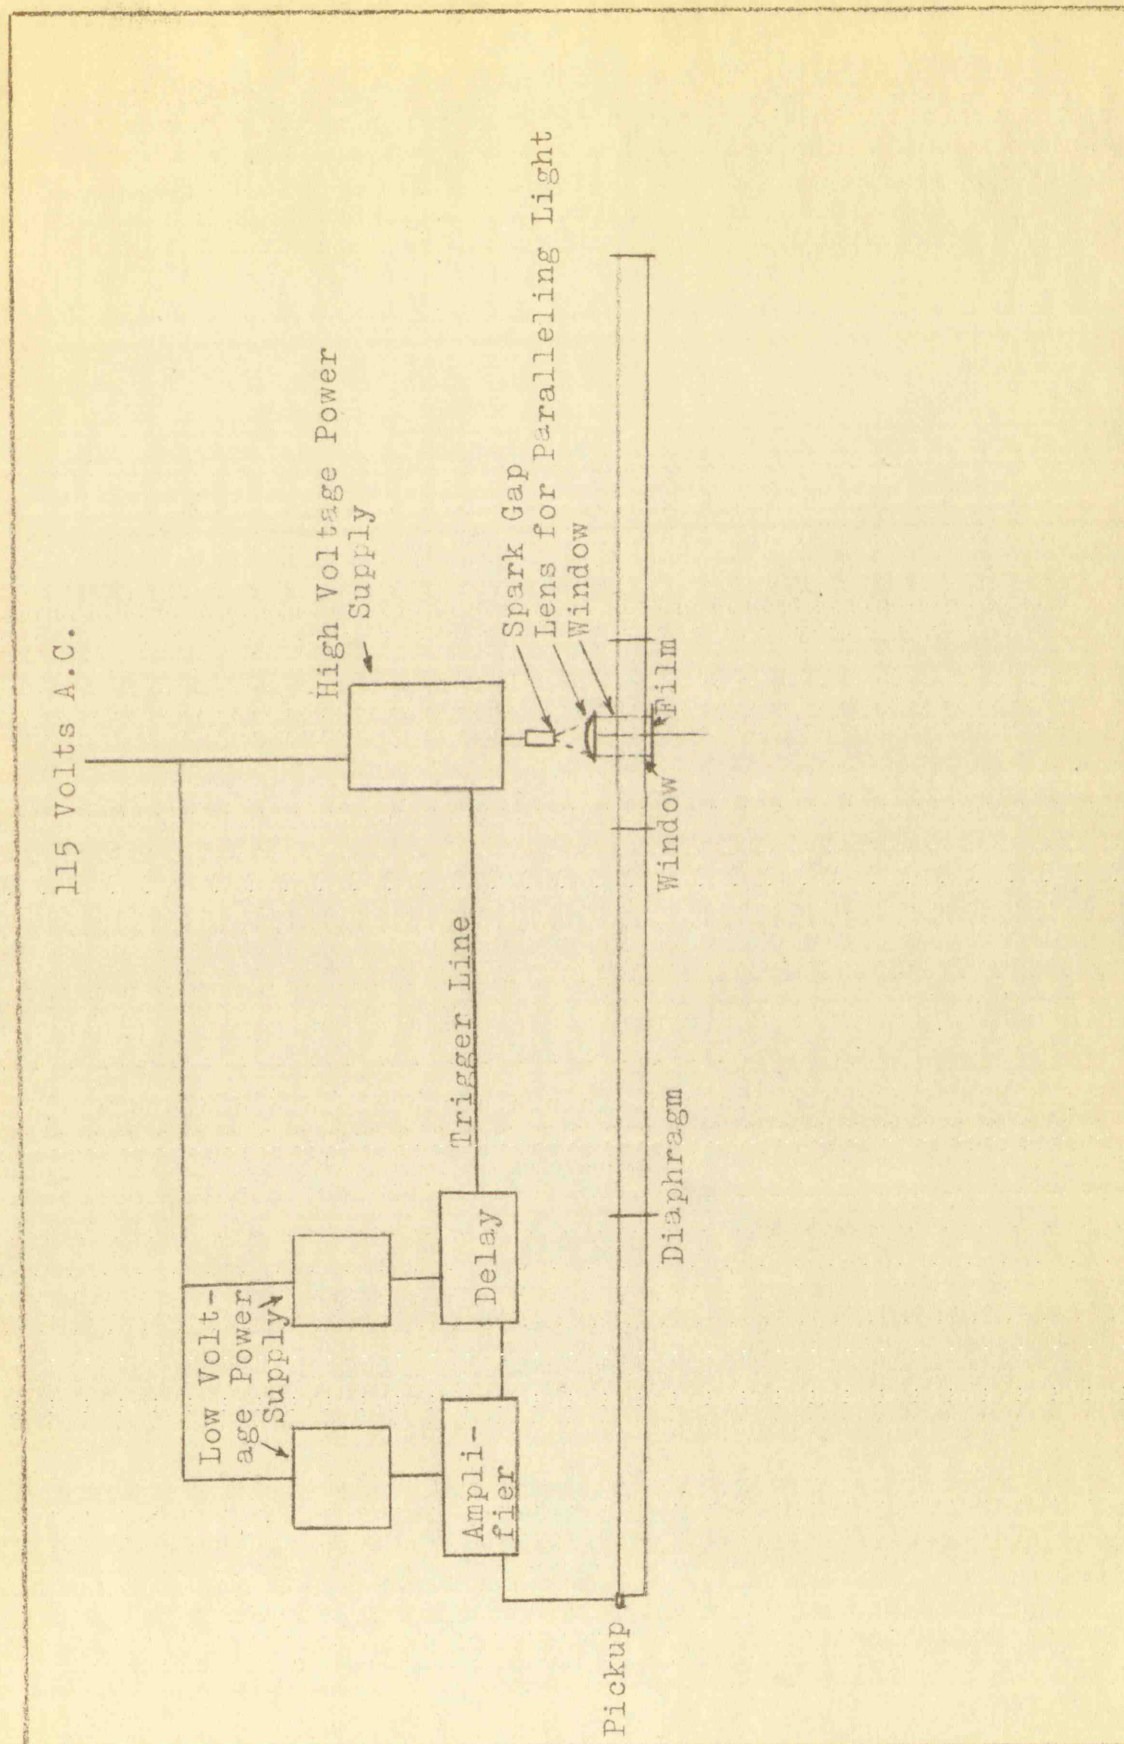 115 Volts A.C.
Low Volt-
age Power
Supply
High Voltage Power
Supply
Ampli-
fier
Delay
Trigger Line
Spark Gap
Lens for Paralleling Light
Window
Pickup
Diaphragm
Window
Film